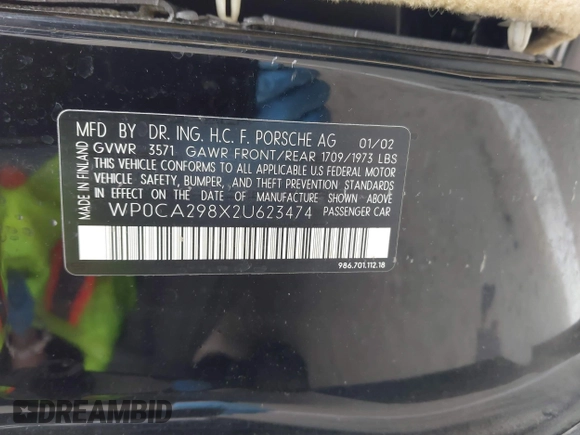 MFD BY DR. ING. H.C. F. PORSCHE AG 01/02
GVWR 3571 GAWR FRONT/REAR 1709/1973 LBS
THIS VEHICLE CONFORMS TO ALL APPLICABLE U.S FEDERAL MOTOR
VEHICLE SAFETY, BUMPER, AND THEFT PREVENTION STANDARDS
IN EFFECT ON THE DATE OF MANUFACTURE SHOWN ABOVE.
WP0CA298X2U623474 PASSENGER CAR
MADE IN FINLAND
986.701.112.18
DREAMBID